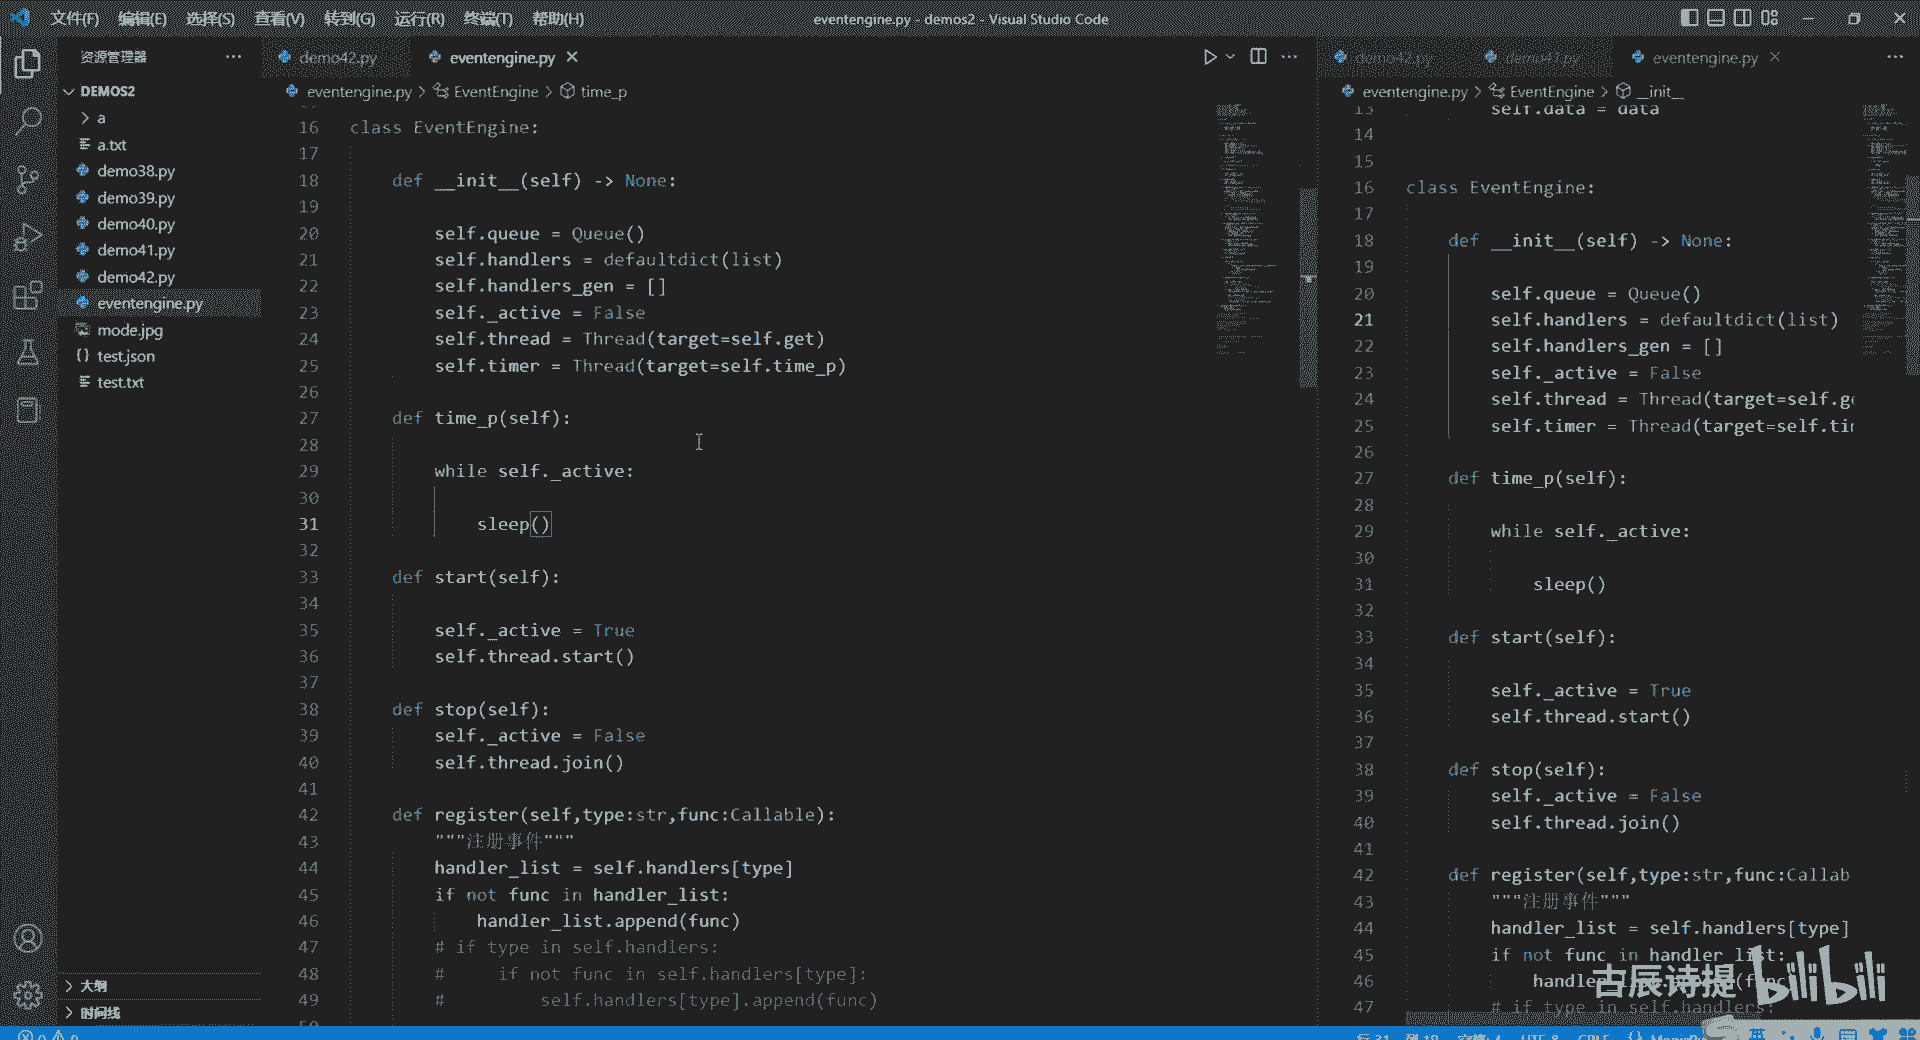 文件(F) 编辑(E) 选择(S) 查看(V) 转到(G) 运行(R) 终端(T) 帮助(H)
eventengine.py - demos2 - Visual Studio Code
资源管理器
DEMOS2
a
a.txt
demo38.py
demo39.py
demo40.py
demo41.py
demo42.py
eventengine.py
mode.jpg
test.json
test.txt
大纲
时间线
demo42.py
eventengine.py
eventengine.py > EventEngine > time_p
16 class EventEngine:
17
18 def __init__(self) -> None:
19
20 self.queue = Queue()
21 self.handlers = defaultdict(list)
22 self.handlers_gen = []
23 self._active = False
24 self.thread = Thread(target=self.get)
25 self.timer = Thread(target=self.time_p)
26
27 def time_p(self):
28
29 while self._active:
30
31 sleep()
32
33 def start(self):
34
35 self._active = True
36 self.thread.start()
37
38 def stop(self):
39 self._active = False
40 self.thread.join()
41
42 def register(self,type:str,func:Callable):
43 """注册事件"""
44 handler_list = self.handlers[type]
45 if not func in handler_list:
46 handler_list.append(func)
47 # if type in self.handlers:
48 # if not func in self.handlers[type]:
49 # self.handlers[type].append(func)
demo42.py
demo41.py
eventengine.py
eventengine.py > EventEngine > __init__
13 self.data = data
14
15
16 class EventEngine:
17
18 def __init__(self) -> None:
19
20 self.queue = Queue()
21 self.handlers = defaultdict(list)
22 self.handlers_gen = []
23 self._active = False
24 self.thread = Thread(target=self.ge
25 self.timer = Thread(target=self.tim
26
27 def time_p(self):
28
29 while self._active:
30
31 sleep()
32
33 def start(self):
34
35 self._active = True
36 self.thread.start()
37
38 def stop(self):
39 self._active = False
40 self.thread.join()
41
42 def register(self,type:str,func:Callab
43 """注册事件"""
44 handler_list = self.handlers[type]
45 if not func in handler_list:
46
47 # if type in self.handlers:
古辰诗提
bilibili